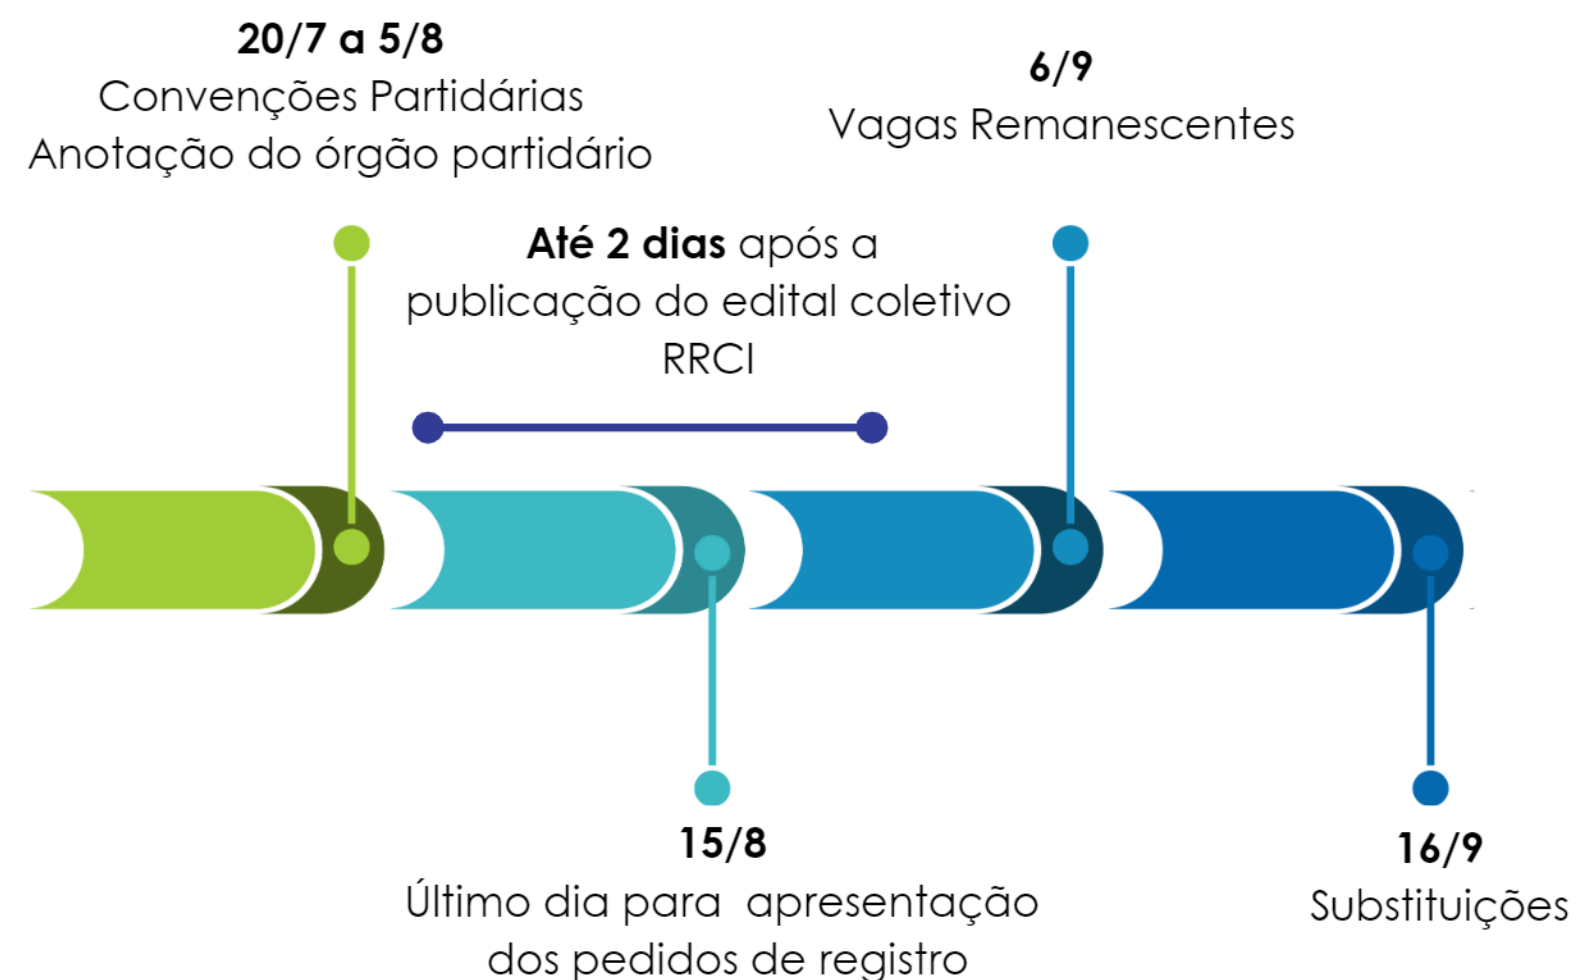 20/7 a 5/8
Convenções Partidárias
Anotação do órgão partidário
6/9
Vagas Remanescentes
Até 2 dias após a
publicação do edital coletivo
RRCI
15/8
Último dia para apresentação
dos pedidos de registro
16/9
Substituições